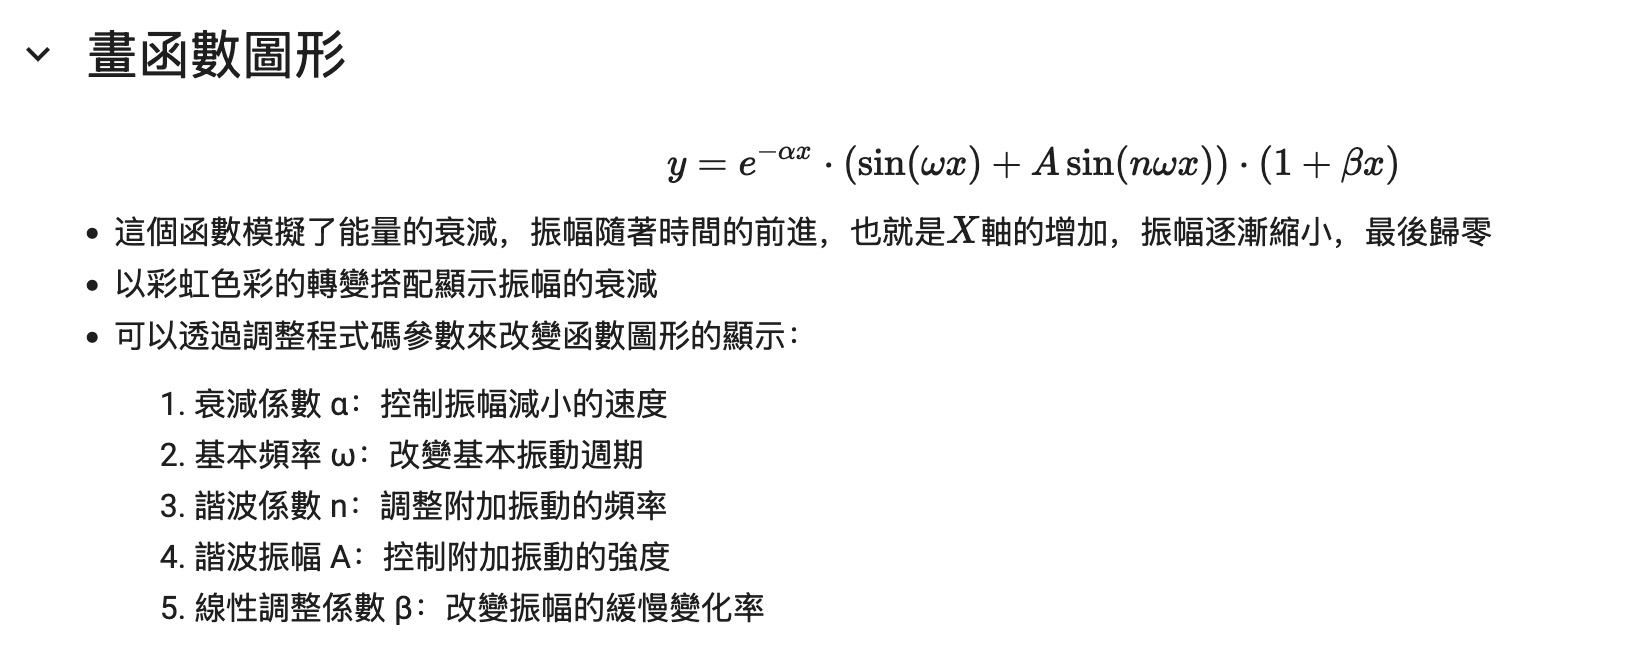 畫函數圖形
y = e^{-αx} · (sin(ωx) + A sin(nωx)) · (1 + βx)
• 這個函數模擬了能量的衰減，振幅隨著時間的前進，也就是X軸的增加，振幅逐漸縮小，最後歸零
• 以彩虹色彩的轉變搭配顯示振幅的衰減
• 可以透過調整程式碼參數來改變函數圖形的顯示：
1. 衰減係數 α：控制振幅減小的速度
2. 基本頻率 ω：改變基本振動週期
3. 諧波係數 n：調整附加振動的頻率
4. 諧波振幅 A：控制附加振動的強度
5. 線性調整係數 β：改變振幅的緩慢變化率